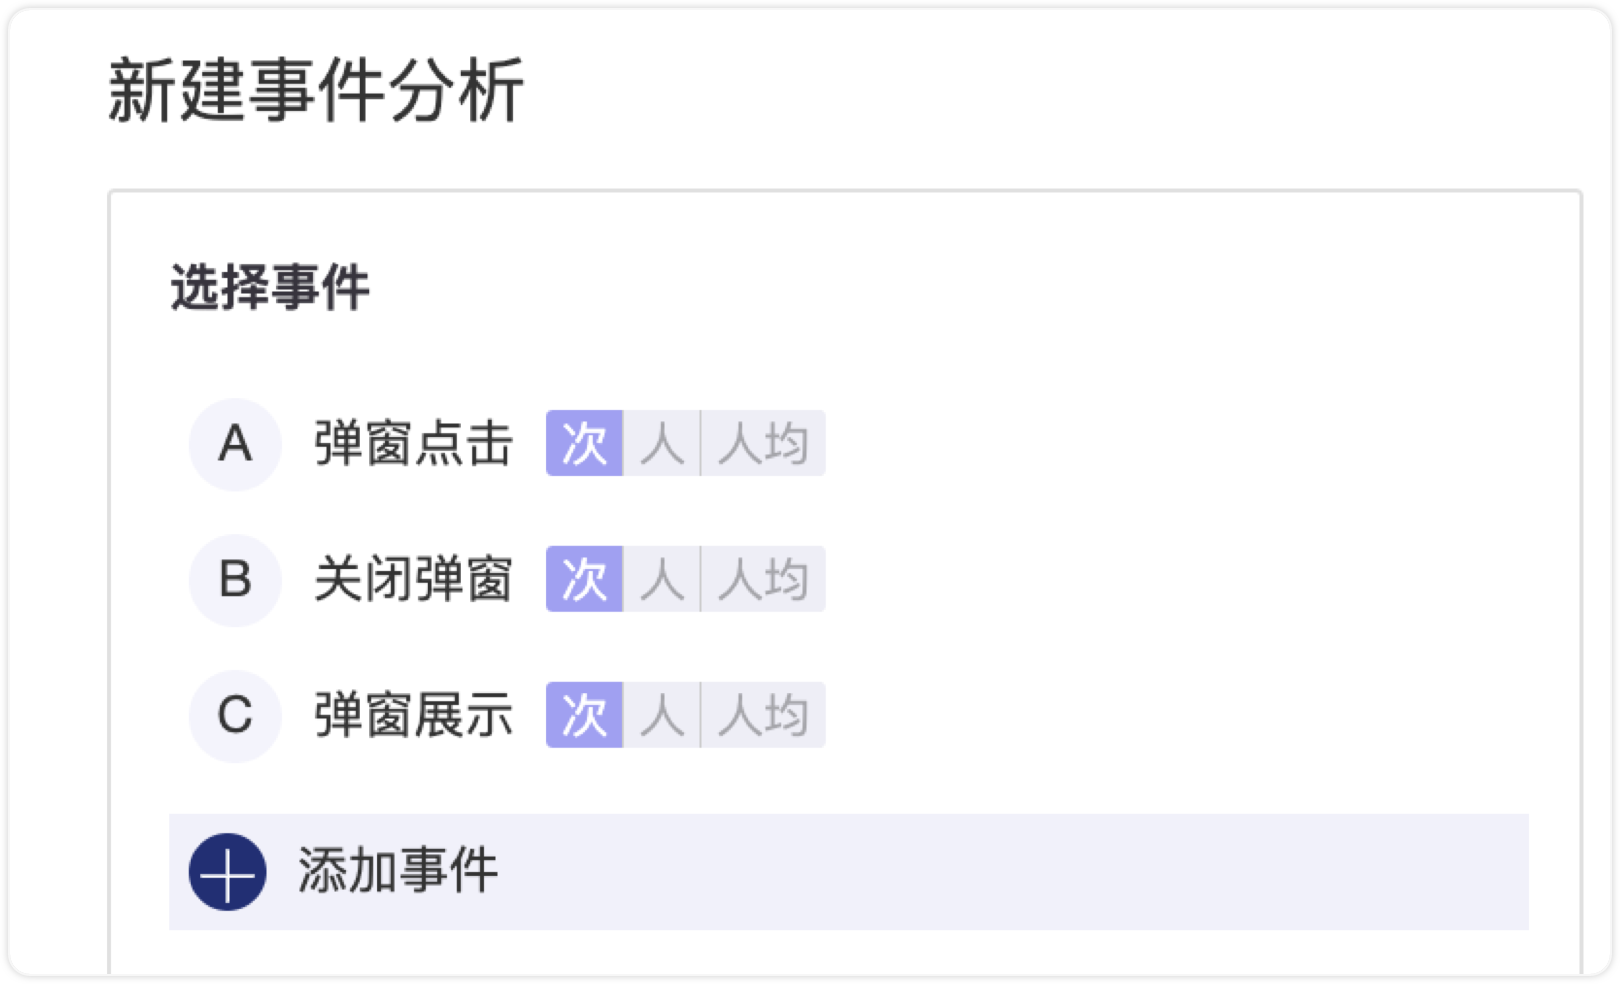 新建事件分析
选择事件
A 弹窗点击 次 人 人均
B 关闭弹窗 次 人 人均
C 弹窗展示 次 人 人均
添加事件